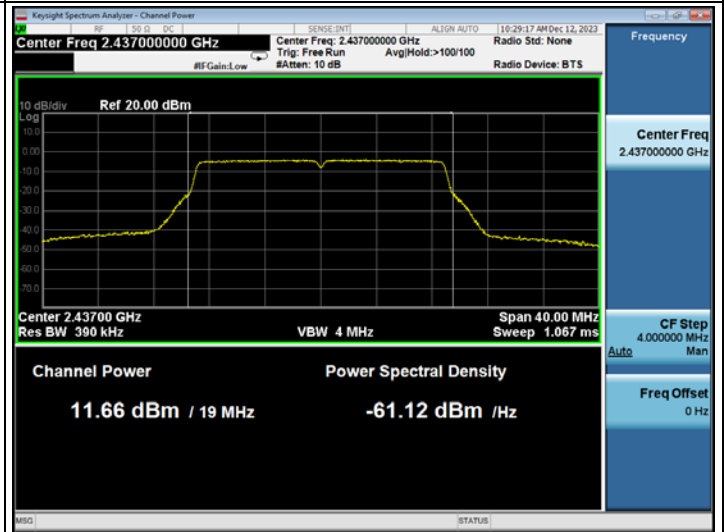 Keysight Spectrum Analyzer - Channel Power
RF 50 Ω DC SENSE:INT ALIGN AUTO 10:29:17 AM Dec 12, 2023
Center Freq 2.437000000 GHz
Center Freq: 2.437000000 GHz Radio Std: None
Trig: Free Run Avg|Hold:>100/100
#IFGain:Low #Atten: 10 dB Radio Device: BTS
Frequency
10 dB/div Ref 20.00 dBm
Log
10.0
0.00
-10.0
-20.0
-30.0
-40.0
-50.0
-60.0
-70.0
Center 2.43700 GHz Span 40.00 MHz
Res BW 390 kHz VBW 4 MHz Sweep 1.067 ms
Channel Power Power Spectral Density
11.66 dBm / 19 MHz -61.12 dBm /Hz
Center Freq
2.437000000 GHz
CF Step
4.000000 MHz
Auto Man
Freq Offset
0 Hz
MSG STATUS